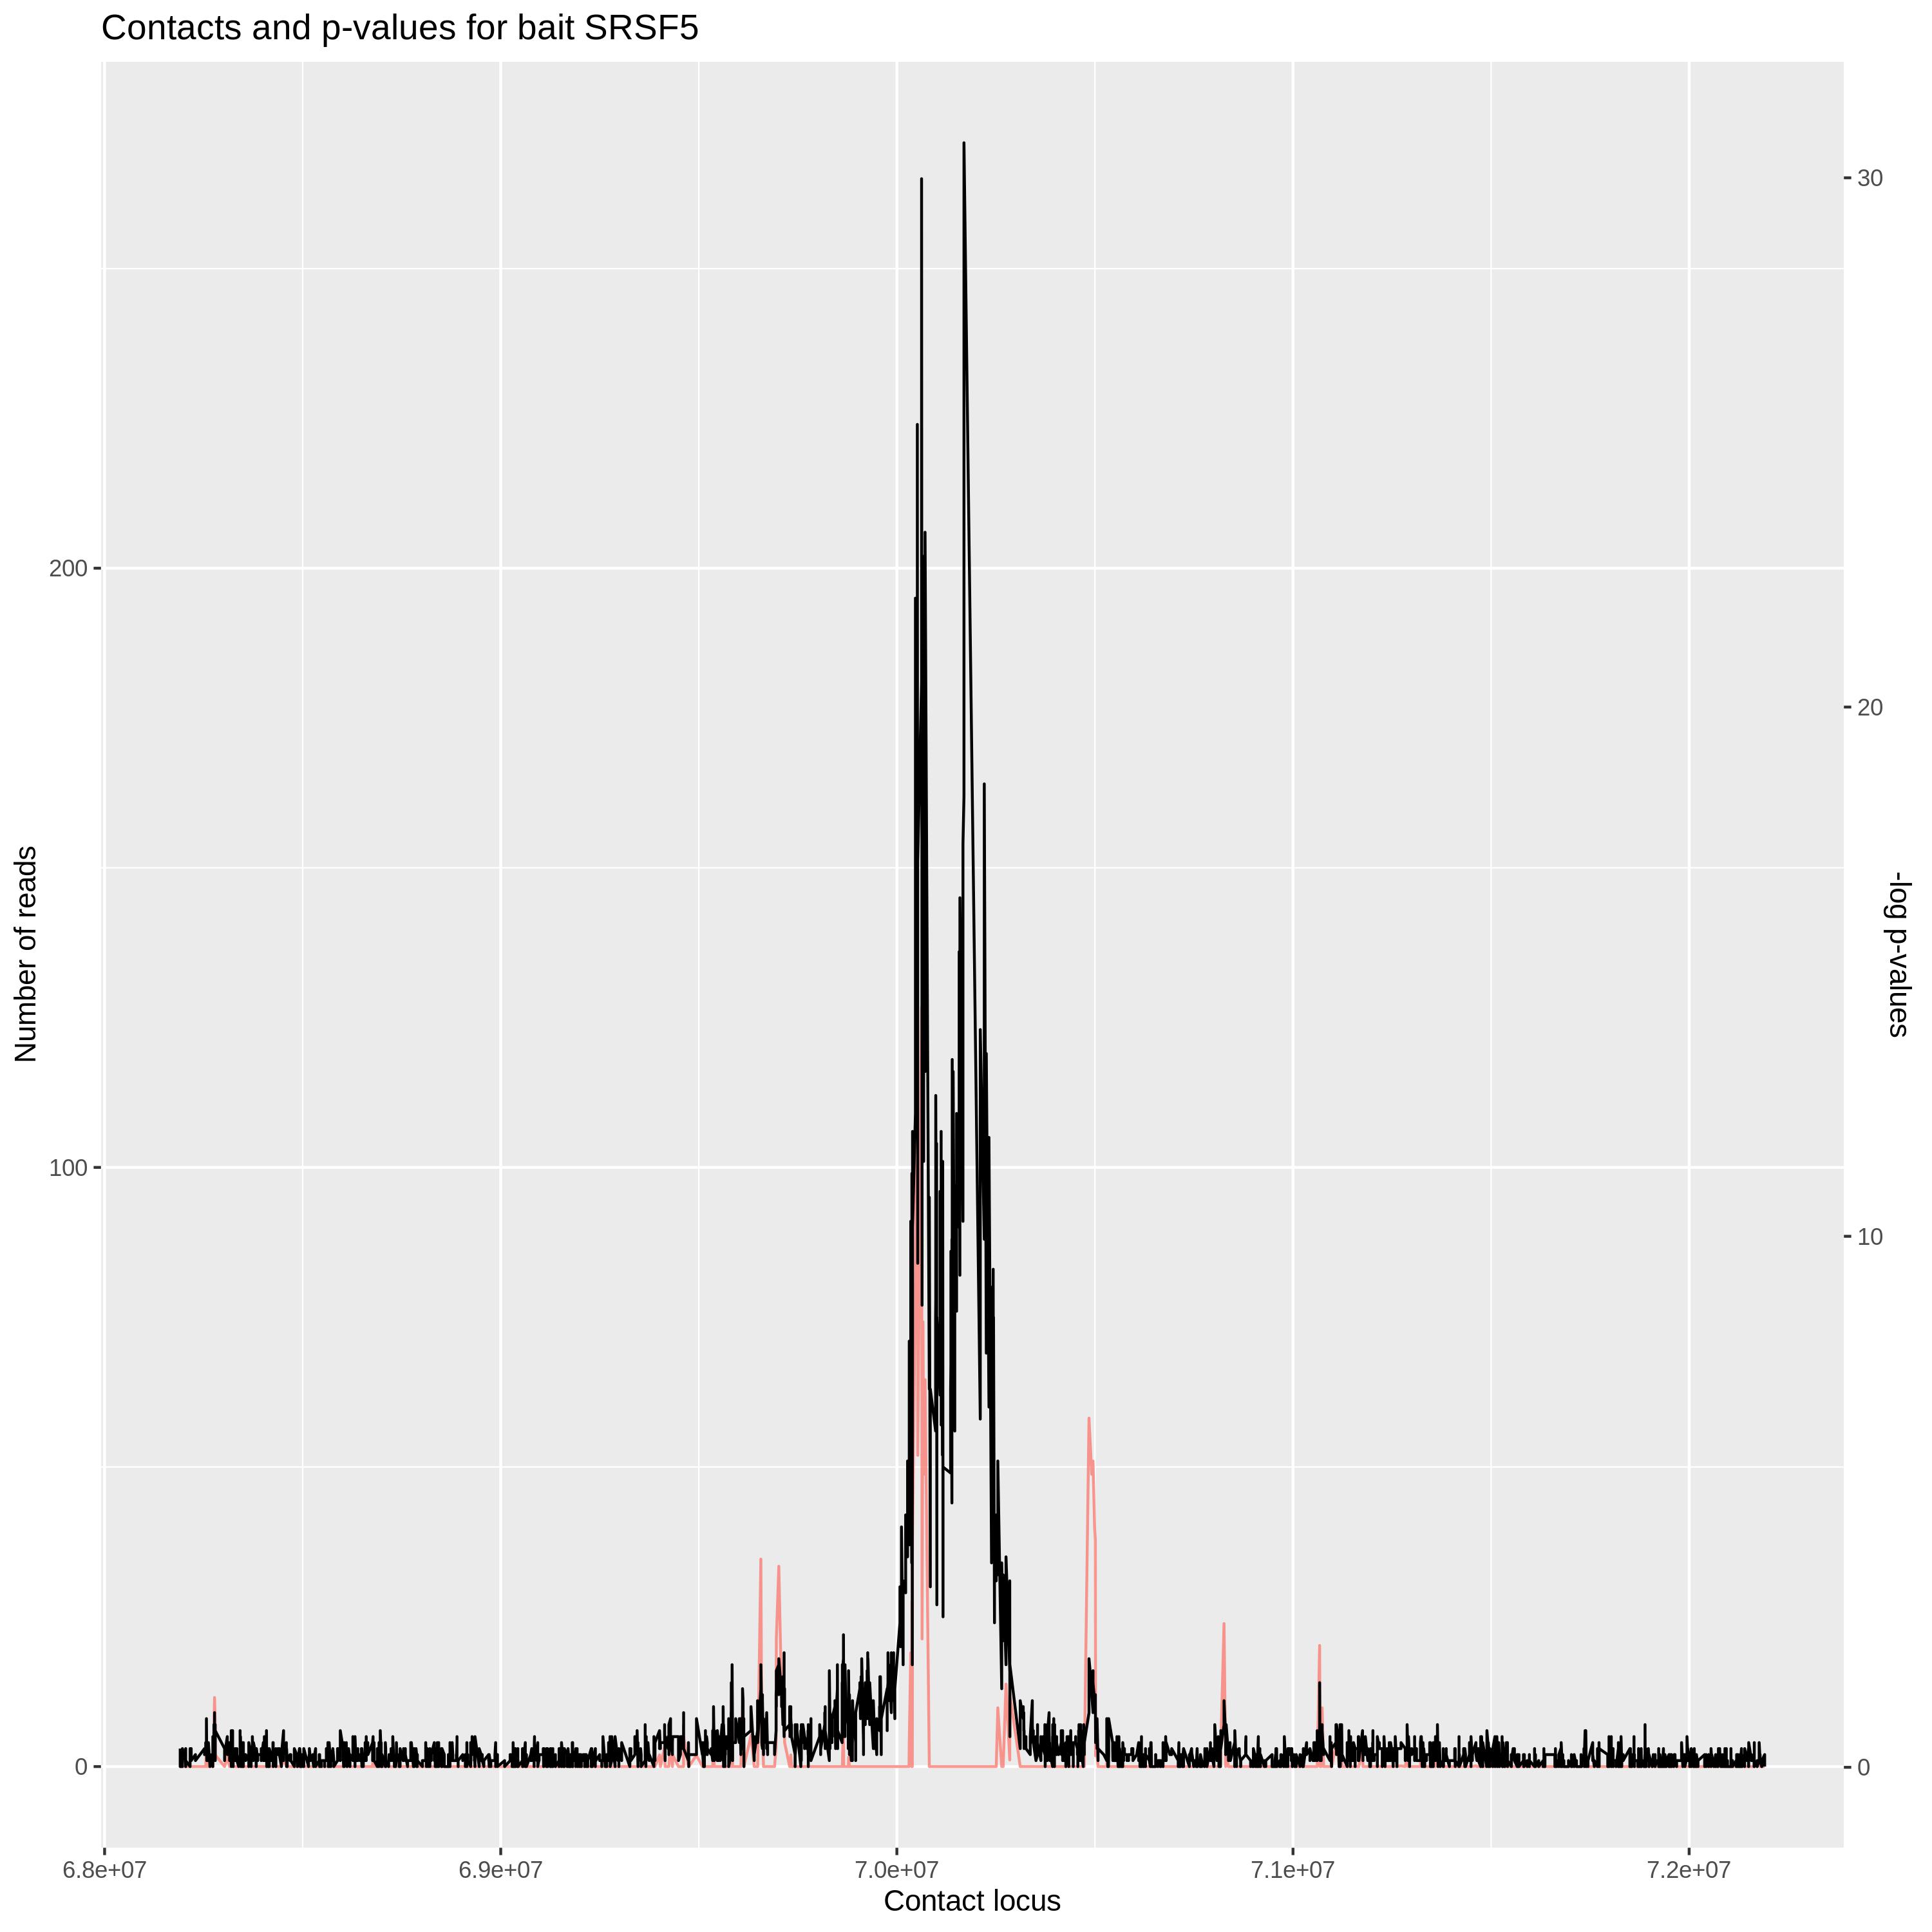 Contacts and p-values for bait SRSF5
Number of reads
200
100
0
30
20
10
0
-log p-values
6.8e+07
6.9e+07
7.0e+07
7.1e+07
7.2e+07
Contact locus